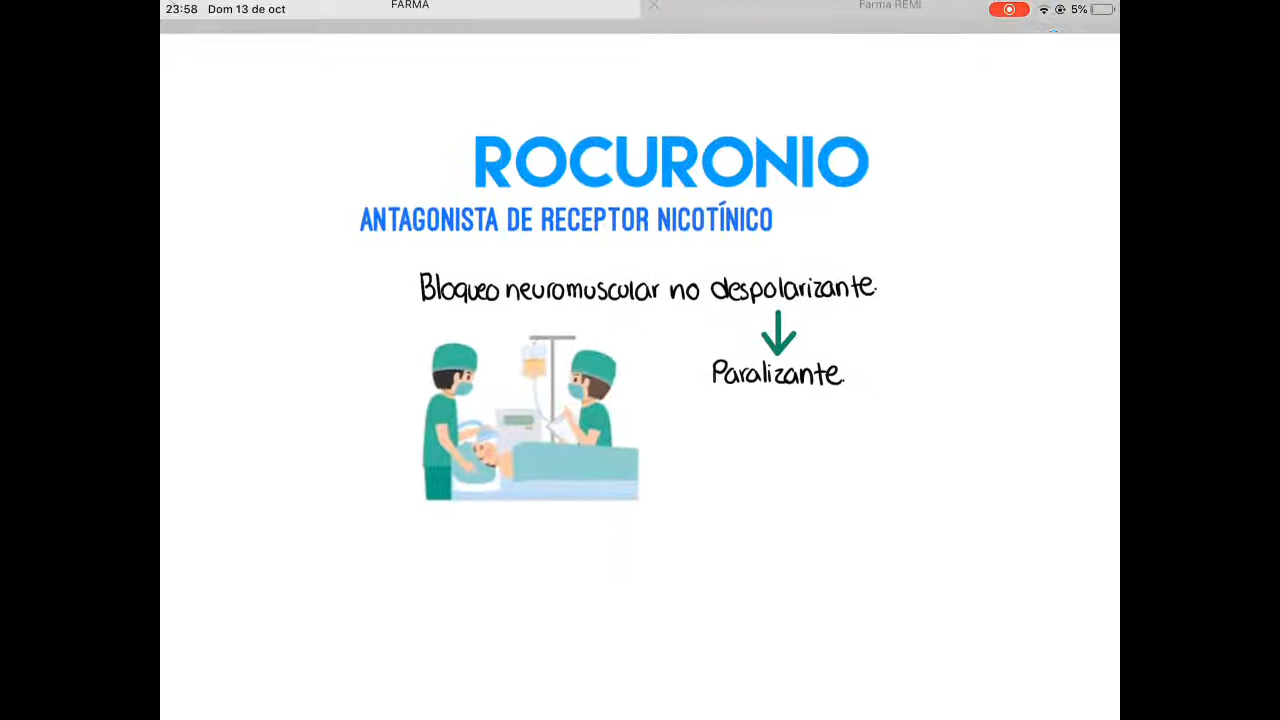 23:58 Dom 13 de oct
FARMA
Farma REMI
5%
ROCURONIO
ANTAGONISTA DE RECEPTOR NICOTÍNICO
Bloqueo neuromuscular no despolarizante.
Paralizante.